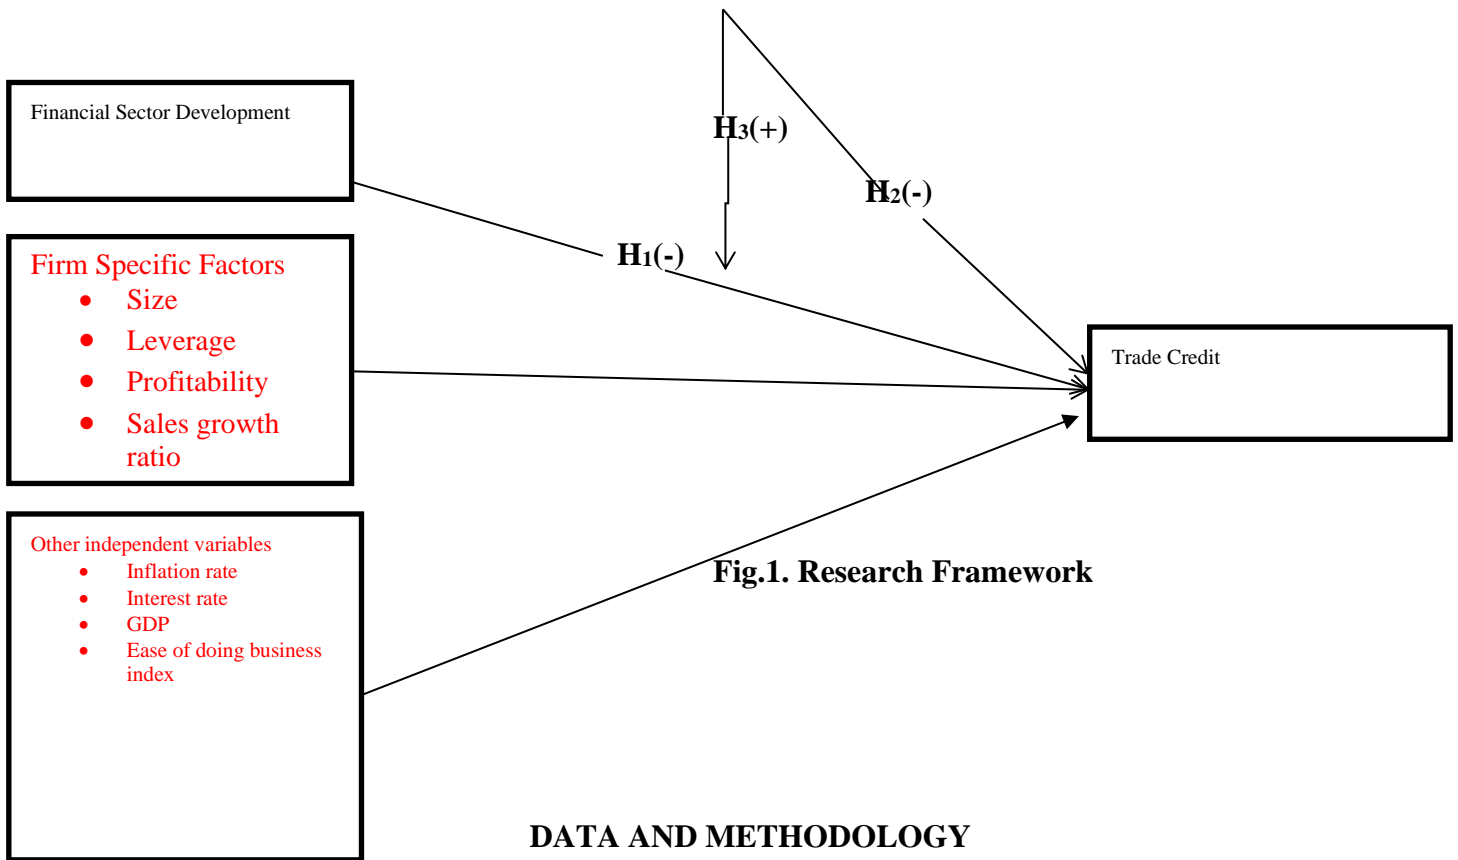 Financial Sector Development
H3(+)
H2(-)
H1(-)
Firm Specific Factors
• Size
• Leverage
• Profitability
• Sales growth
ratio
Trade Credit
Other independent variables
• Inflation rate
• Interest rate
• GDP
• Ease of doing business
index
Fig.1. Research Framework
DATA AND METHODOLOGY